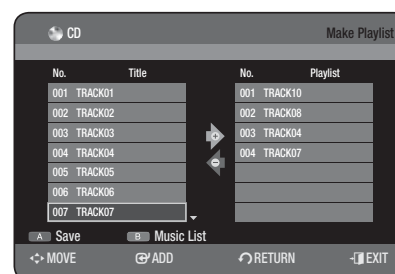 CD Make Playlist
No. Title No. Playlist
001 TRACK01 001 TRACK10
002 TRACK02 002 TRACK08
003 TRACK03 003 TRACK04
004 TRACK04 004 TRACK07
005 TRACK05
006 TRACK06
007 TRACK07
A Save B Music List
MOVE ADD RETURN EXIT